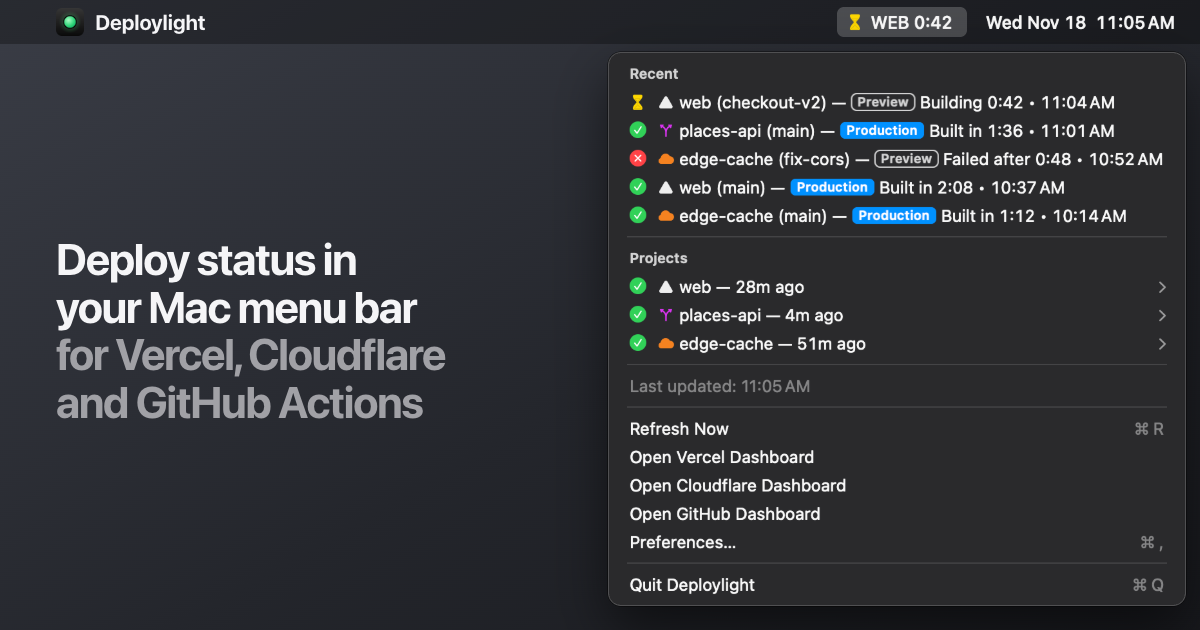 Deploylight
WEB 0:42
Wed Nov 18 11:05 AM
Deploy status in
your Mac menu bar
for Vercel, Cloudflare
and GitHub Actions
Recent
web (checkout-v2) — Preview Building 0:42 • 11:04 AM
places-api (main) — Production Built in 1:36 • 11:01 AM
edge-cache (fix-cors) — Preview Failed after 0:48 • 10:52 AM
web (main) — Production Built in 2:08 • 10:37 AM
edge-cache (main) — Production Built in 1:12 • 10:14 AM
Projects
web — 28m ago
places-api — 4m ago
edge-cache — 51m ago
Last updated: 11:05 AM
Refresh Now ⌘ R
Open Vercel Dashboard
Open Cloudflare Dashboard
Open GitHub Dashboard
Preferences... ⌘ ,
Quit Deploylight ⌘ Q